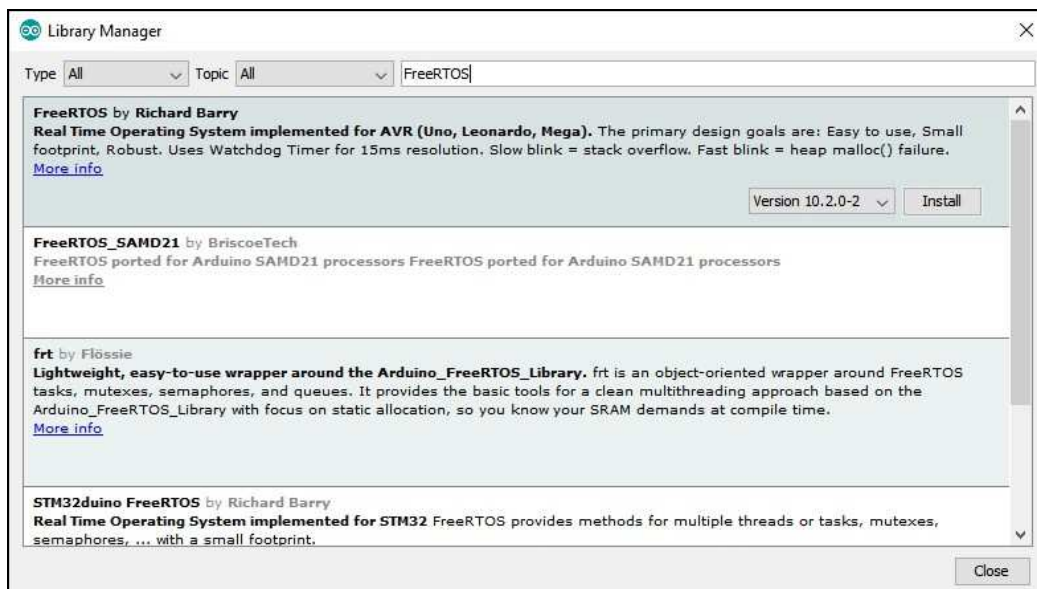 Library Manager
Type All Topic All FreeRTOS
FreeRTOS by Richard Barry
Real Time Operating System implemented for AVR (Uno, Leonardo, Mega). The primary design goals are: Easy to use, Small
footprint, Robust. Uses Watchdog Timer for 15ms resolution. Slow blink = stack overflow. Fast blink = heap malloc() failure.
More info
Version 10.2.0-2 Install
FreeRTOS_SAMD21 by BriscoeTech
FreeRTOS ported for Arduino SAMD21 processors FreeRTOS ported for Arduino SAMD21 processors
More info
frt by Flössie
Lightweight, easy-to-use wrapper around the Arduino_FreeRTOS_Library. frt is an object-oriented wrapper around FreeRTOS
tasks, mutexes, semaphores, and queues. It provides the basic tools for a clean multithreading approach based on the
Arduino_FreeRTOS_Library with focus on static allocation, so you know your SRAM demands at compile time.
More info
STM32duino FreeRTOS by Richard Barry
Real Time Operating System implemented for STM32 FreeRTOS provides methods for multiple threads or tasks, mutexes,
semaphores, ... with a small footprint.
Close